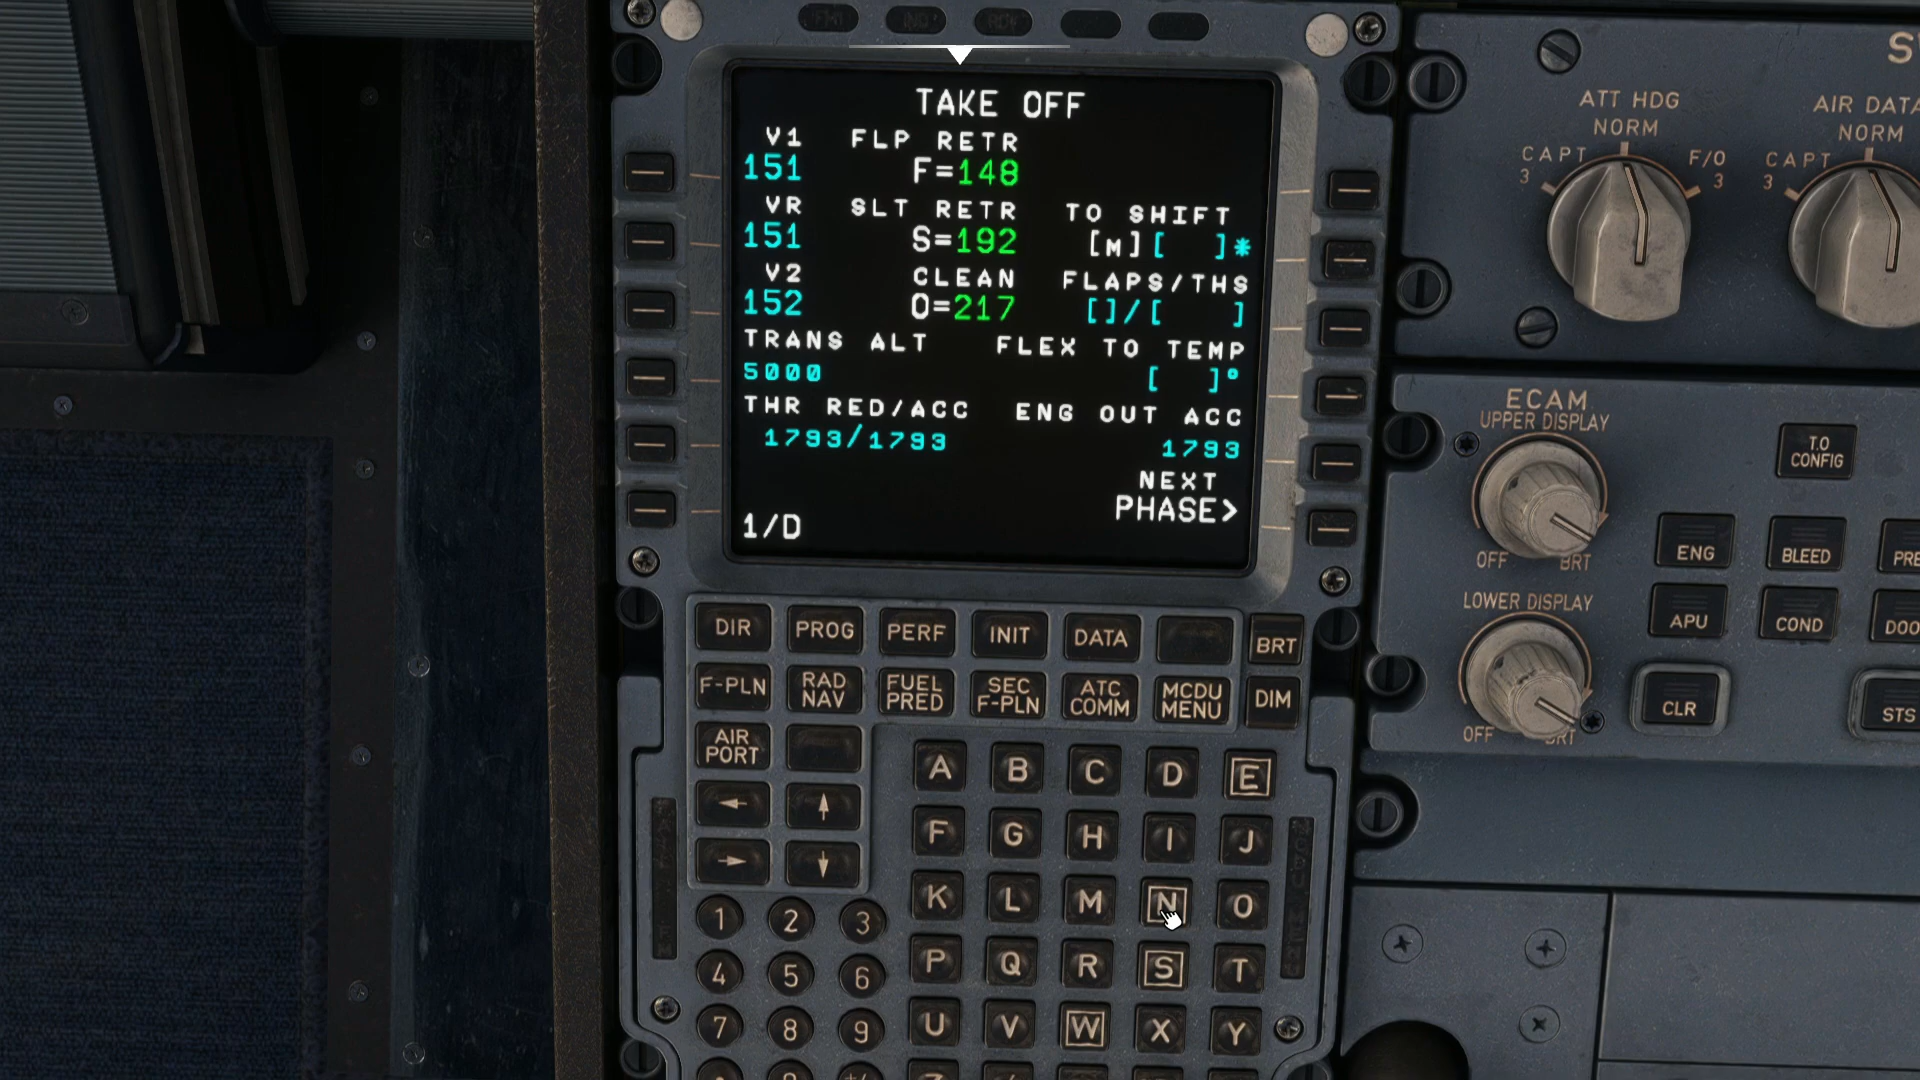 TAKE OFF
V1 FLP RETR
151 F=148
VR SLT RETR TO SHIFT
151 S=192 [M][ ]*
V2 CLEAN FLAPS/THS
152 O=217 []/[ ]
TRANS ALT FLEX TO TEMP
5000 [ ]°
THR RED/ACC ENG OUT ACC
1793/1793 1793
NEXT
PHASE>
1/D
DIR PROG PERF INIT DATA BRT
F-PLN RAD NAV FUEL PRED SEC F-PLN ATC COMM MCDU MENU DIM
AIR PORT
← ↑
→ ↓
A B C D E
F G H I J
K L M N O
P Q R S T
U V W X Y
1 2 3
4 5 6
7 8 9
ATT HDG
NORM
CAPT 3 F/O 3
AIR DATA
NORM
CAPT 3
ECAM
UPPER DISPLAY
OFF BRT
T.O CONFIG
LOWER DISPLAY
OFF BRT
ENG BLEED
APU COND
CLR STS